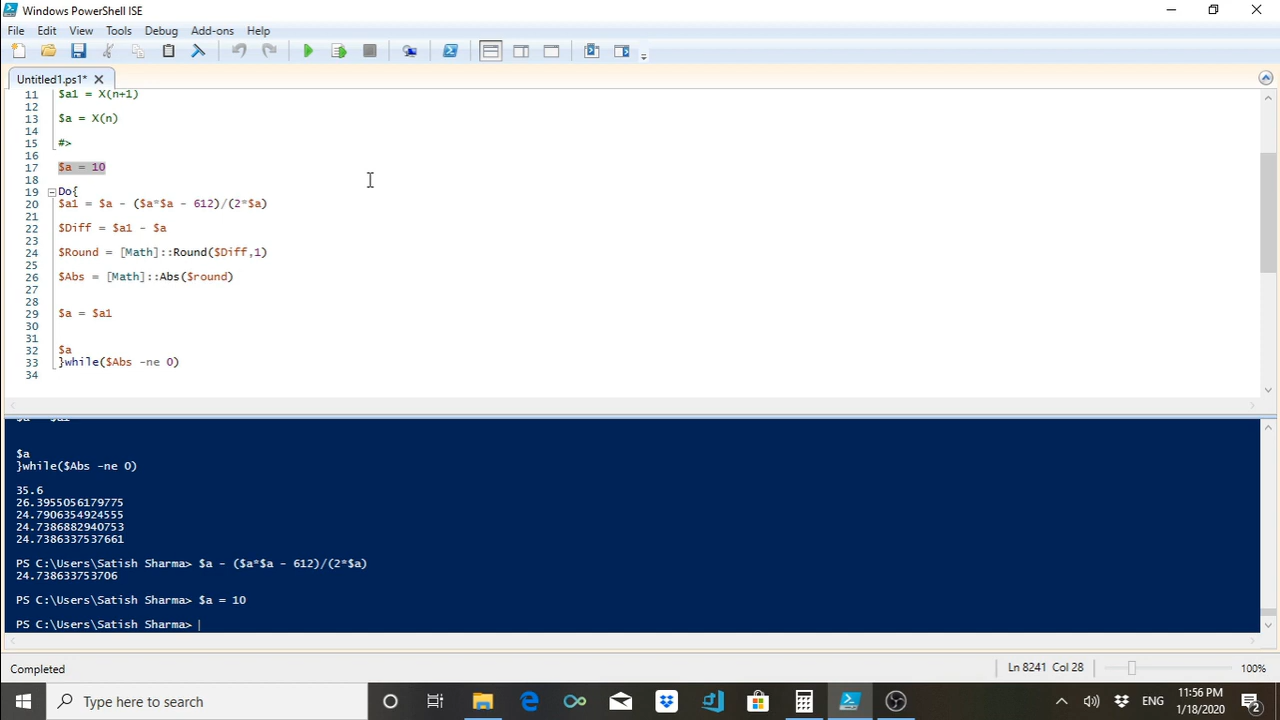 Windows PowerShell ISE
File Edit View Tools Debug Add-ons Help
Untitled1.ps1*
11 $a1 = X(n+1)
12
13 $a = X(n)
14
15 #>
16
17 $a = 10
18
19 Do{
20 $a1 = $a - ($a*$a - 612)/(2*$a)
21
22 $Diff = $a1 - $a
23
24 $Round = [Math]::Round($Diff,1)
25
26 $Abs = [Math]::Abs($round)
27
28
29 $a = $a1
30
31
32 $a
33 }while($Abs -ne 0)
34
$a
}while($Abs -ne 0)
35.6
26.3955056179775
24.7906354924555
24.7386882940753
24.7386337537661
PS C:\Users\Satish Sharma> $a - ($a*$a - 612)/(2*$a)
24.738633753706
PS C:\Users\Satish Sharma> $a = 10
PS C:\Users\Satish Sharma>
Completed
Ln 8241 Col 28
100%
Type here to search
ENG
11:56 PM
1/18/2020
2